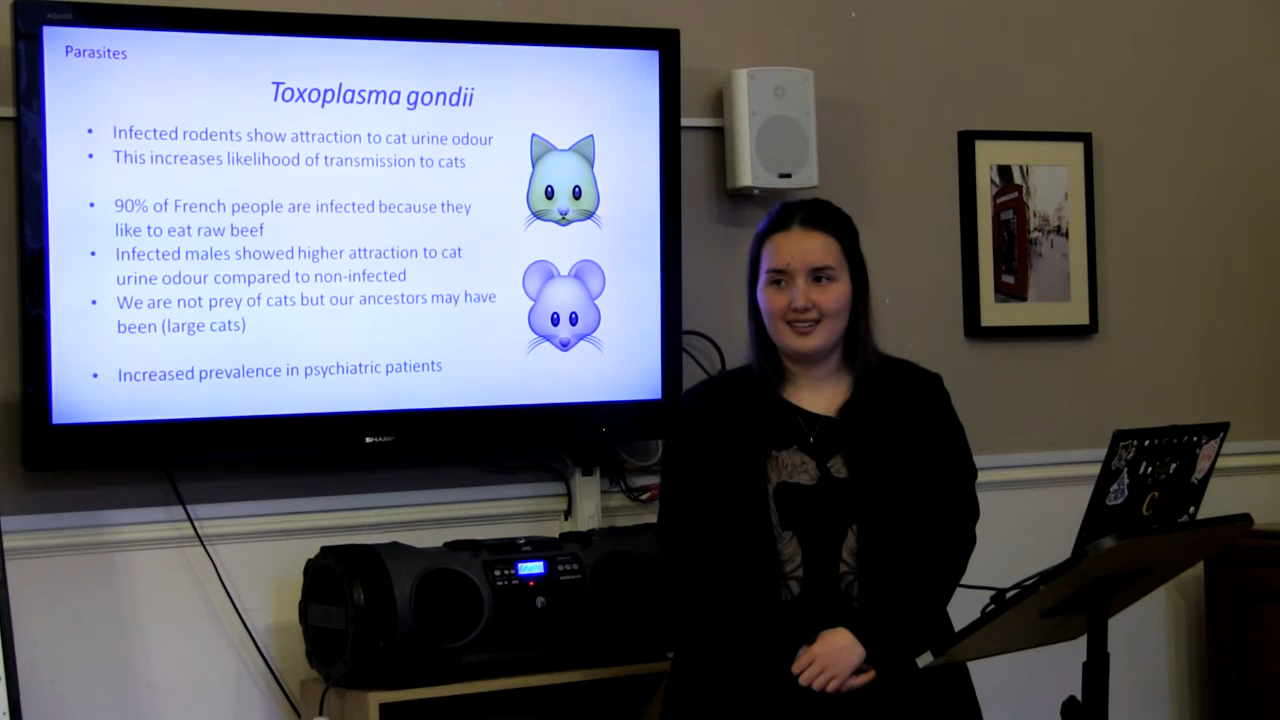 AQUOS
Parasites
Toxoplasma gondii
• Infected rodents show attraction to cat urine odour
• This increases likelihood of transmission to cats
• 90% of French people are infected because they
like to eat raw beef
• Infected males showed higher attraction to cat
urine odour compared to non-infected
• We are not prey of cats but our ancestors may have
been (large cats)
• Increased prevalence in psychiatric patients
SHARP
JVC
C